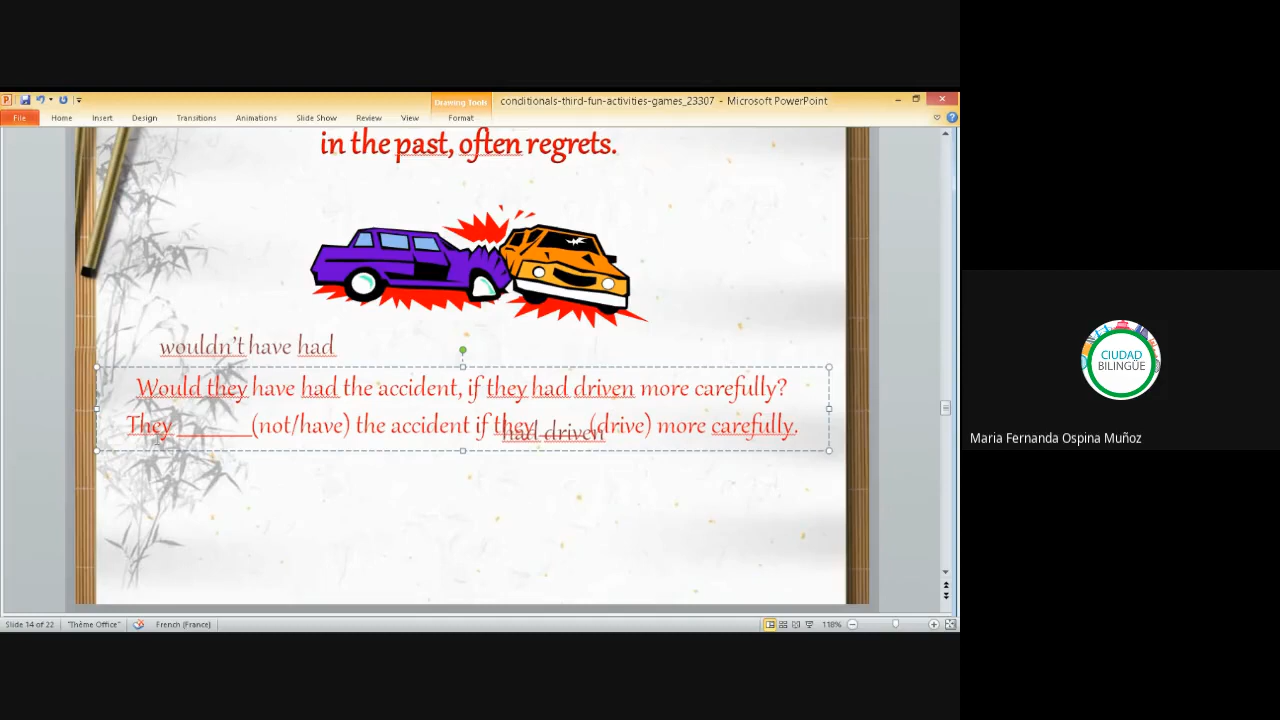 conditionals-third-fun-activities-games_23307 - Microsoft PowerPoint
Drawing Tools
File Home Insert Design Transitions Animations Slide Show Review View Format
in the past, often regrets.
wouldn't have had
Would they have had the accident, if they had driven more carefully?
They ________(not/have) the accident if they ______(drive) more carefully.
had driven
Slide 14 of 22 "Thème Office" French (France) 118%
CIUDAD
BILINGÜE
Maria Fernanda Ospina Muñoz